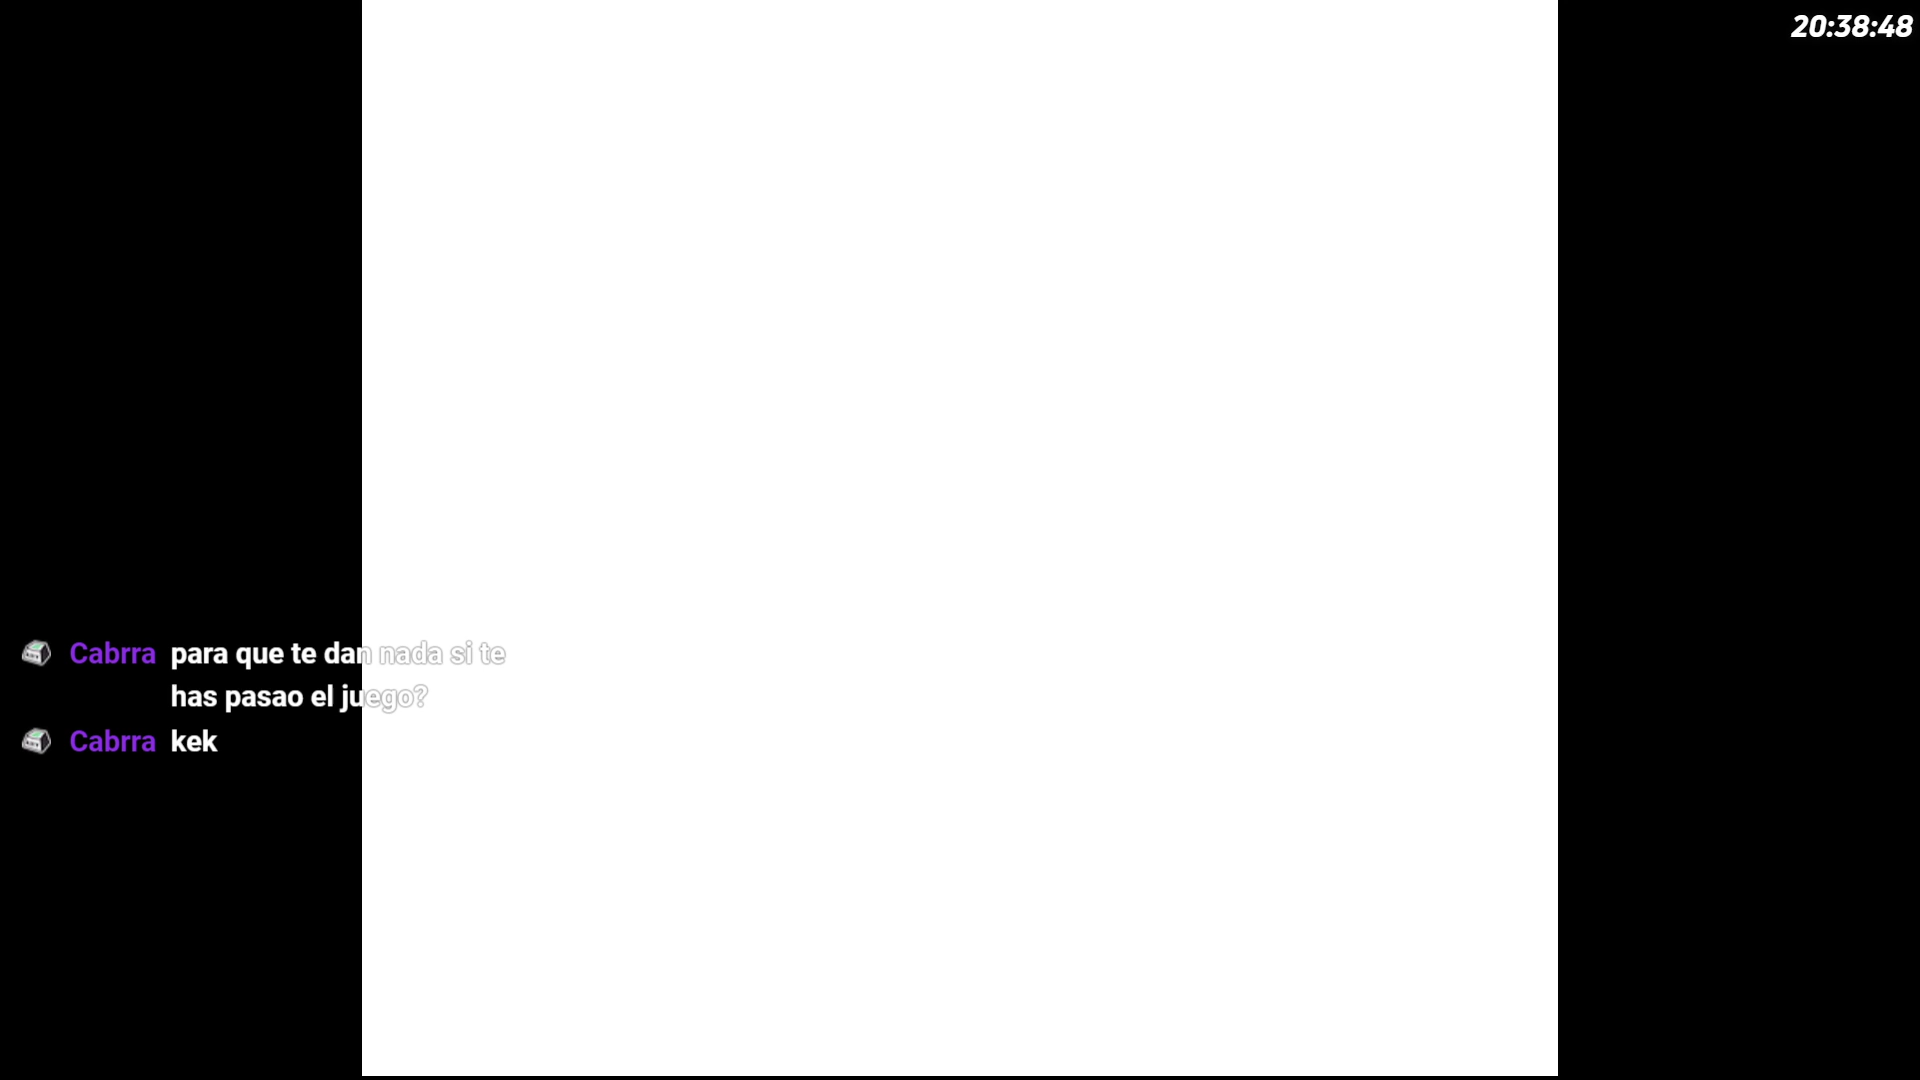 20:38:48
Cabrra para que te dan nada si te
has pasao el juego?
Cabrra kek